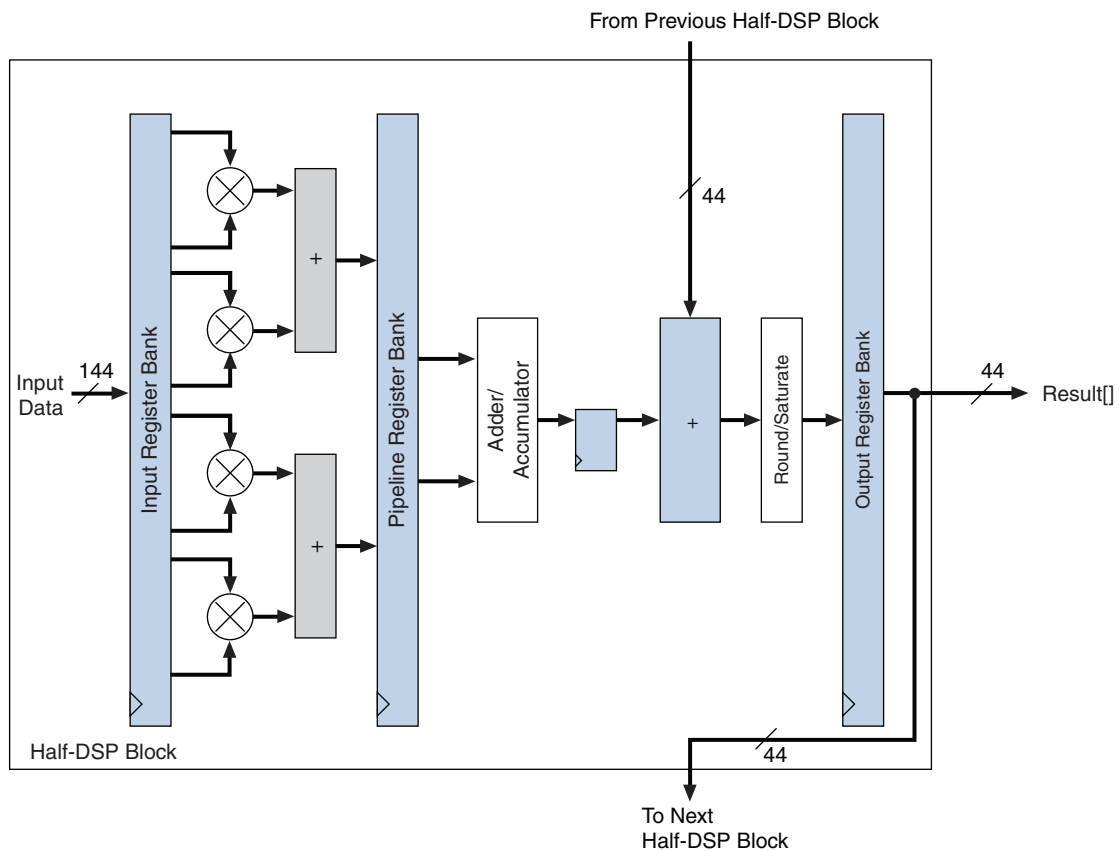 From Previous Half-DSP Block
44
144
Input
Data
Input Register Bank
+
+
Pipeline Register Bank
Adder/
Accumulator
+
Round/Saturate
Output Register Bank
44
Result[]
Half-DSP Block
44
To Next
Half-DSP Block